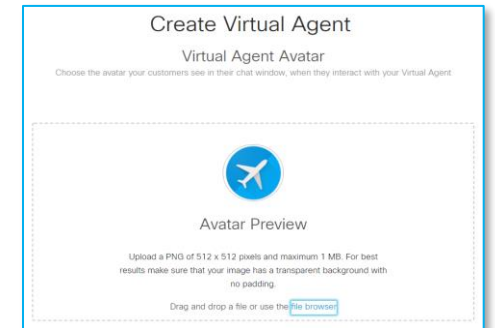 Create Virtual Agent
Virtual Agent Avatar
Choose the avatar your customers see in their chat window, when they interact with your Virtual Agent
Avatar Preview
Upload a PNG of 512 x 512 pixels and maximum 1 MB. For best
results make sure that your image has a transparent background with
no padding.
Drag and drop a file or use the file browser